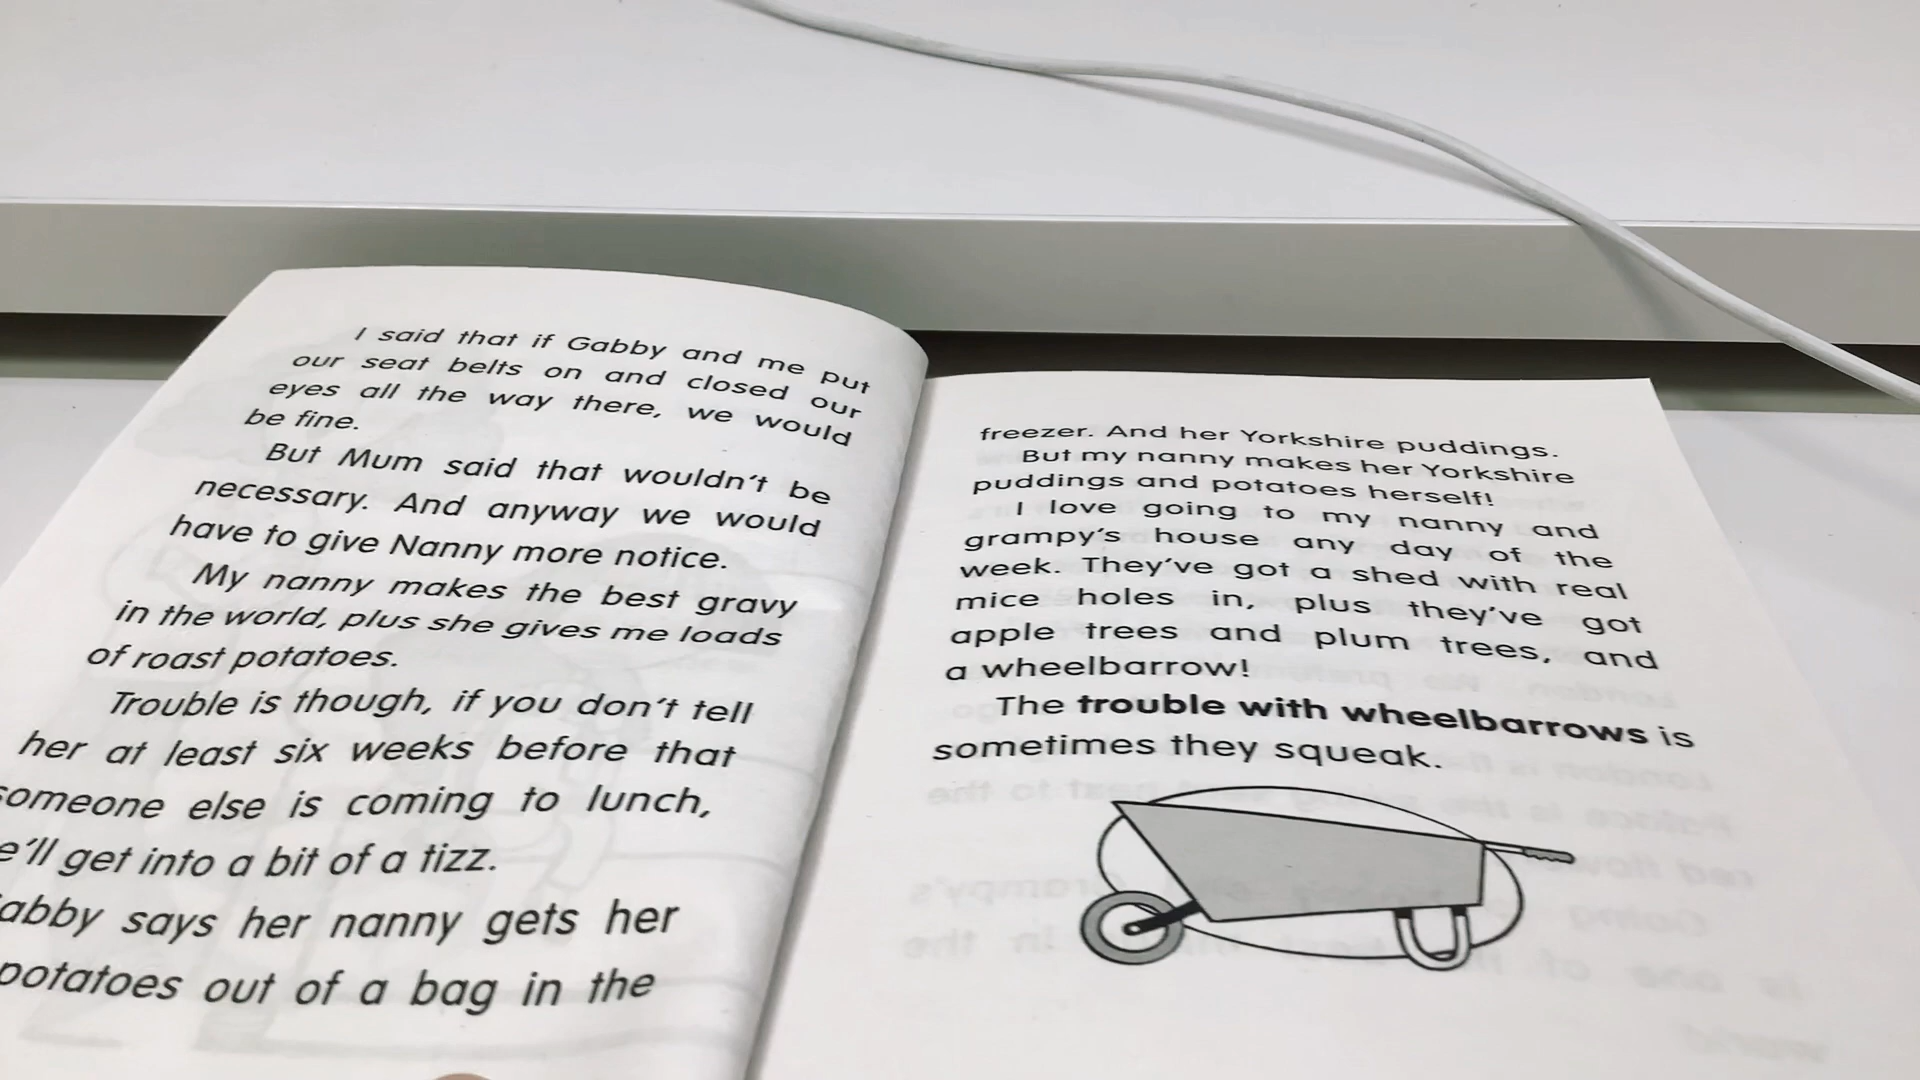 I said that if Gabby and me put
our seat belts on and closed our
eyes all the way there, we would
be fine.
But Mum said that wouldn't be
necessary. And anyway we would
have to give Nanny more notice.
My nanny makes the best gravy
in the world, plus she gives me loads
of roast potatoes.
Trouble is though, if you don't tell
her at least six weeks before that
someone else is coming to lunch,
e'll get into a bit of a tizz.
abby says her nanny gets her
potatoes out of a bag in the
freezer. And her Yorkshire puddings.
But my nanny makes her Yorkshire
puddings and potatoes herself!
I love going to my nanny and
grampy's house any day of the
week. They've got a shed with real
mice holes in, plus they've got
apple trees and plum trees, and
a wheelbarrow!
The trouble with wheelbarrows is
sometimes they squeak.